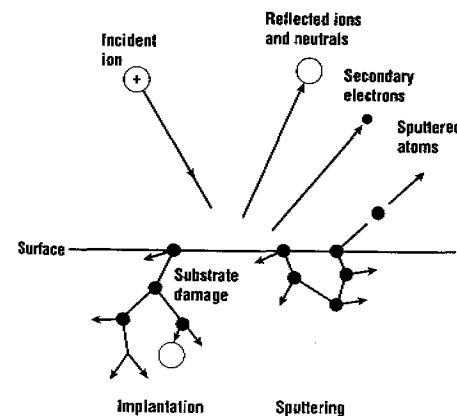 Incident
ion
+
Reflected ions
and neutrals
Secondary
electrons
Sputtered
atoms
Surface
Substrate
damage
Implantation
Sputtering